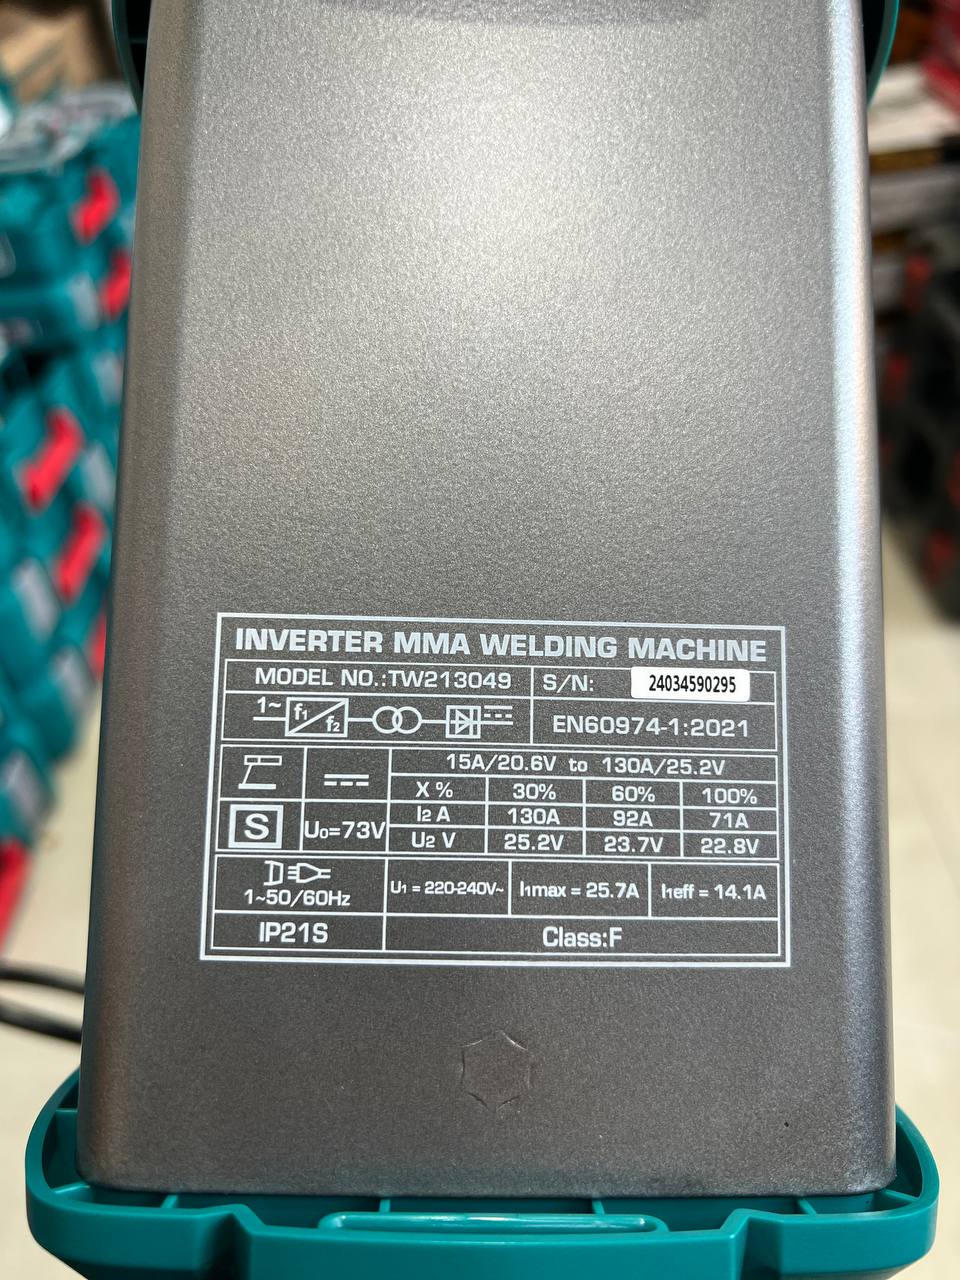 INVERTER MMA WELDING MACHINE
MODEL NO.:TW213049 S/N: 24034590295
1~ f1 f2 EN60974-1:2021
15A/20.6V to 130A/25.2V
X % 30% 60% 100%
S U0=73V I2 A 130A 92A 71A
U2 V 25.2V 23.7V 22.8V
1~50/60Hz U1 = 220-240V~ I1max = 25.7A I1eff = 14.1A
IP21S Class:F